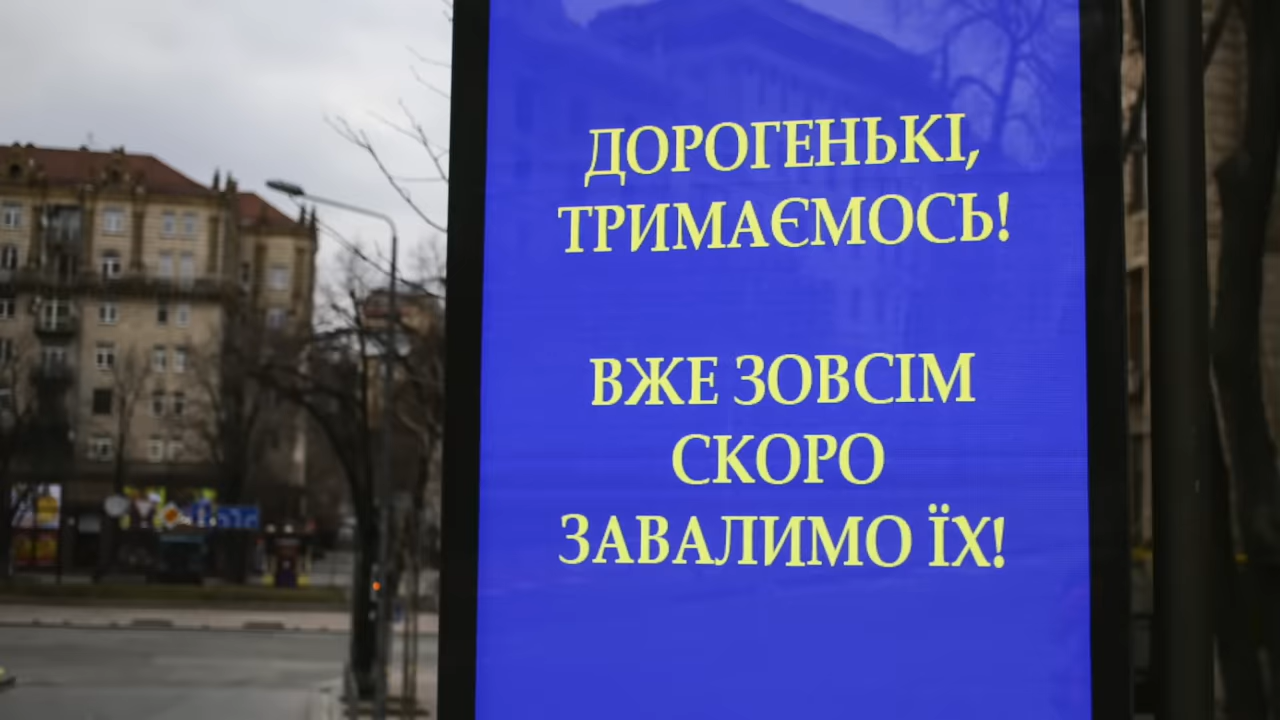 ДОРОГЕНЬКІ,
ТРИМАЄМОСЬ!
ВЖЕ ЗОВСІМ
СКОРО
ЗАВАЛИМО ЇХ!